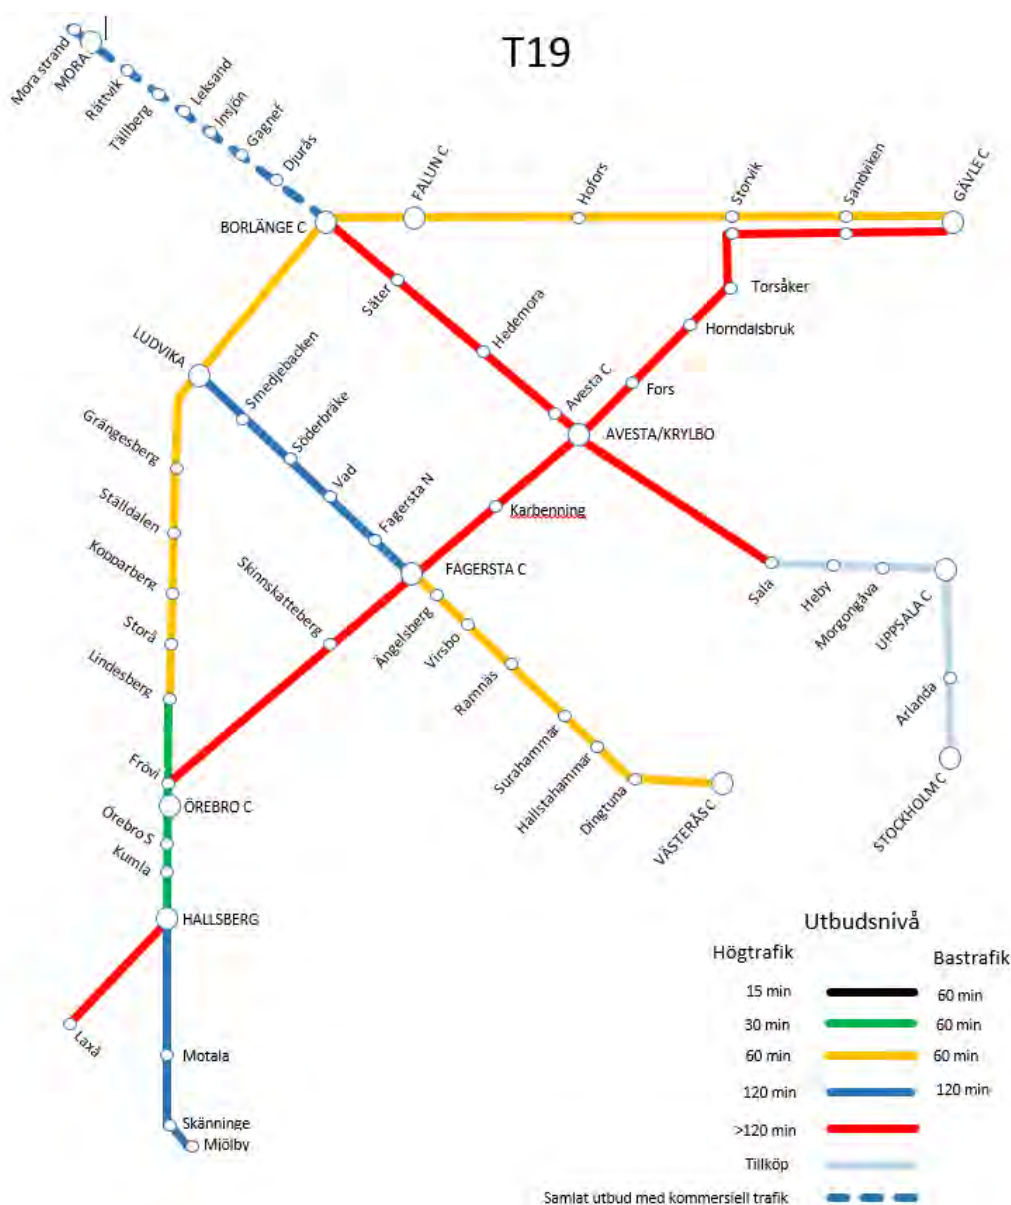 T19
Mora strand
MORA
Rättvik
Tällberg
Leksand
Insjön
Gagnef
Djurås
BORLÄNGE C
FALUN C
Hofors
Storvik
Sandviken
GÄVLE C
Säter
Hedemora
Avesta C
AVESTA/KRYLBO
Torsåker
Horndalsbruk
Fors
LUDVIKA
Smedjebacken
Söderbräke
Vad
Fagersta N
FAGERSTA C
Karbenning
Grängesberg
Ställdalen
Kopparberg
Storå
Lindesberg
Skinnskatteberg
Ängelsberg
Virsbo
Ramnäs
Surahammar
Hallstahammar
Dingtuna
VÄSTERÅS C
Sala
Heby
Morgongåva
UPPSALA C
Arlanda
STOCKHOLM C
Frövi
ÖREBRO C
Örebro S
Kumla
HALLSBERG
Laxå
Motala
Skänninge
Mjölby
Utbudsnivå
Högtrafik Bastrafik
15 min 60 min
30 min 60 min
60 min 60 min
120 min 120 min
>120 min
Tillköp
Samlat utbud med kommersiell trafik